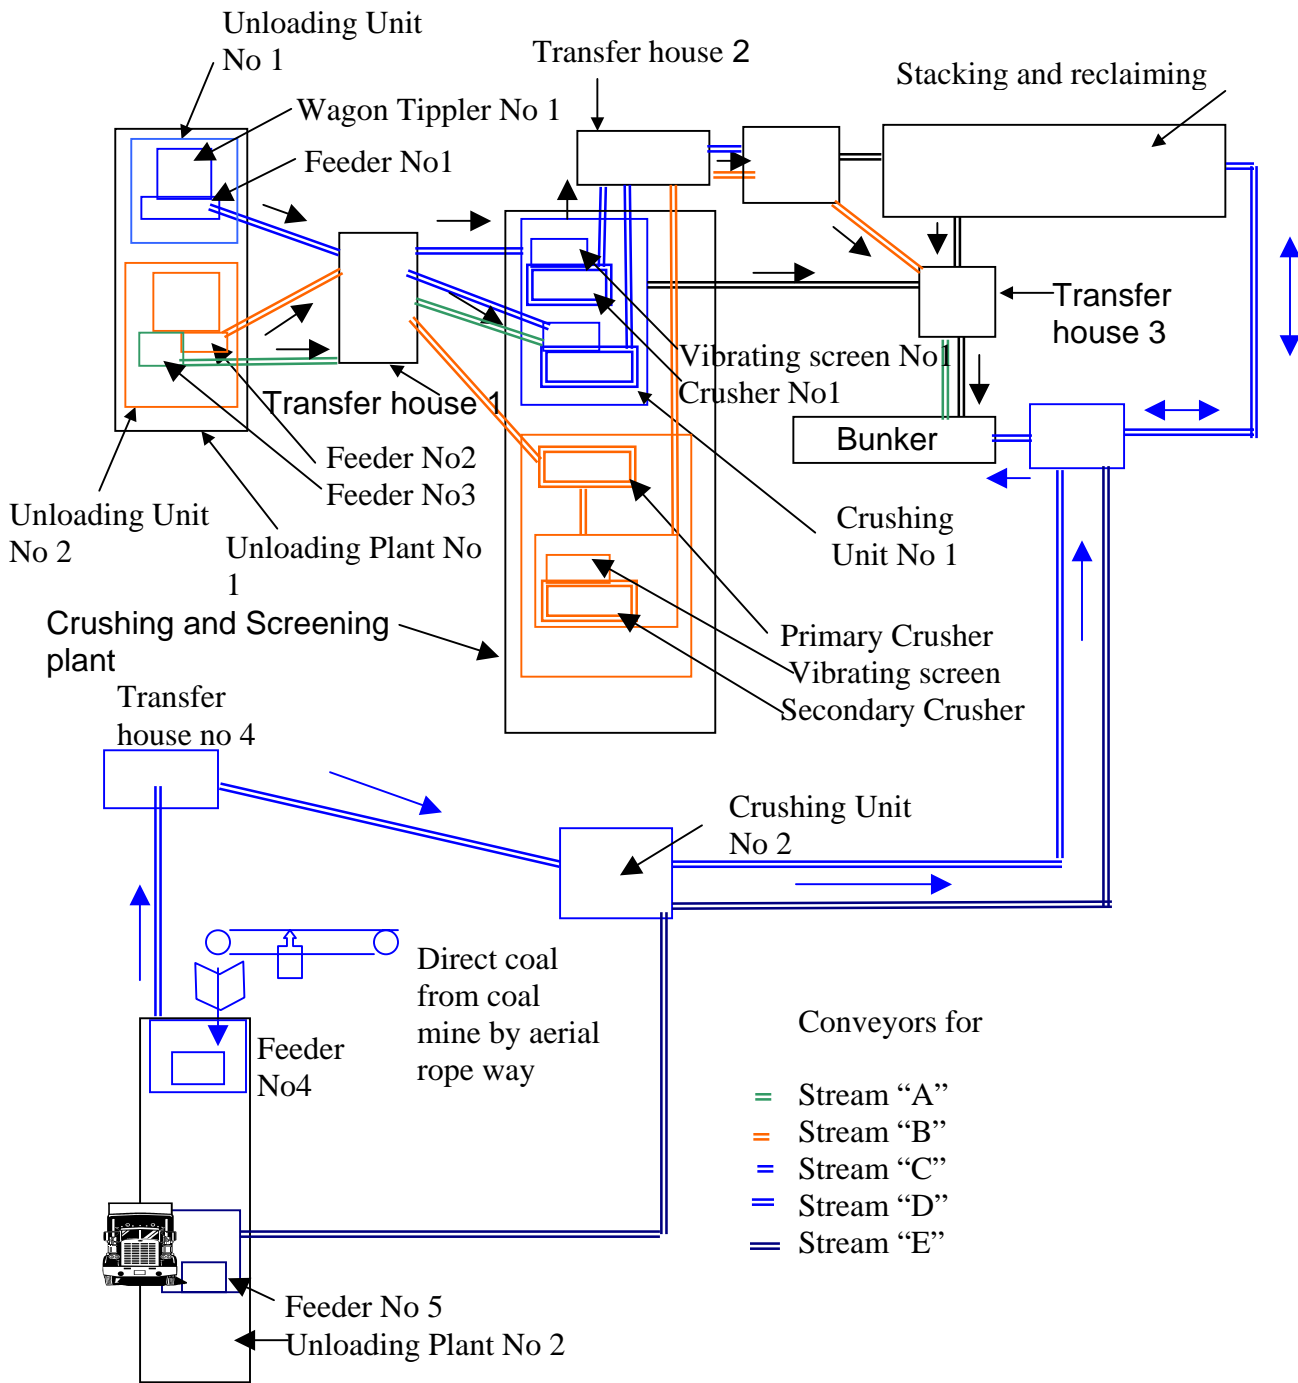 Unloading Unit
No 1
Transfer house 2
Stacking and reclaiming
Wagon Tippler No 1
Feeder No1
Transfer
house 3
Vibrating screen No1
Crusher No1
Transfer house 1
Bunker
Feeder No2
Feeder No3
Unloading Unit
No 2
Unloading Plant No
1
Crushing
Unit No 1
Crushing and Screening
plant
Primary Crusher
Vibrating screen
Secondary Crusher
Transfer
house no 4
Crushing Unit
No 2
Direct coal
from coal
mine by aerial
rope way
Feeder
No4
Conveyors for
Stream “A”
Stream “B”
Stream “C”
Stream “D”
Stream “E”
Feeder No 5
Unloading Plant No 2